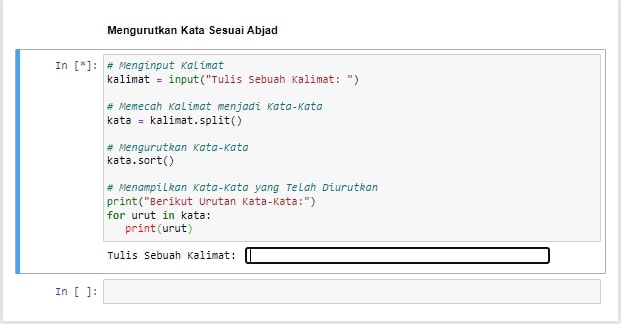 Mengurutkan Kata Sesuai Abjad
In [*]: # Menginput Kalimat
kalimat = input("Tulis Sebuah Kalimat: ")
# Memecah Kalimat menjadi Kata-Kata
kata = kalimat.split()
# Mengurutkan Kata-Kata
kata.sort()
# Menampilkan Kata-Kata yang Telah Diurutkan
print("Berikut Urutan Kata-Kata:")
for urut in kata:
print(urut)
Tulis Sebuah Kalimat:
In [ ]: